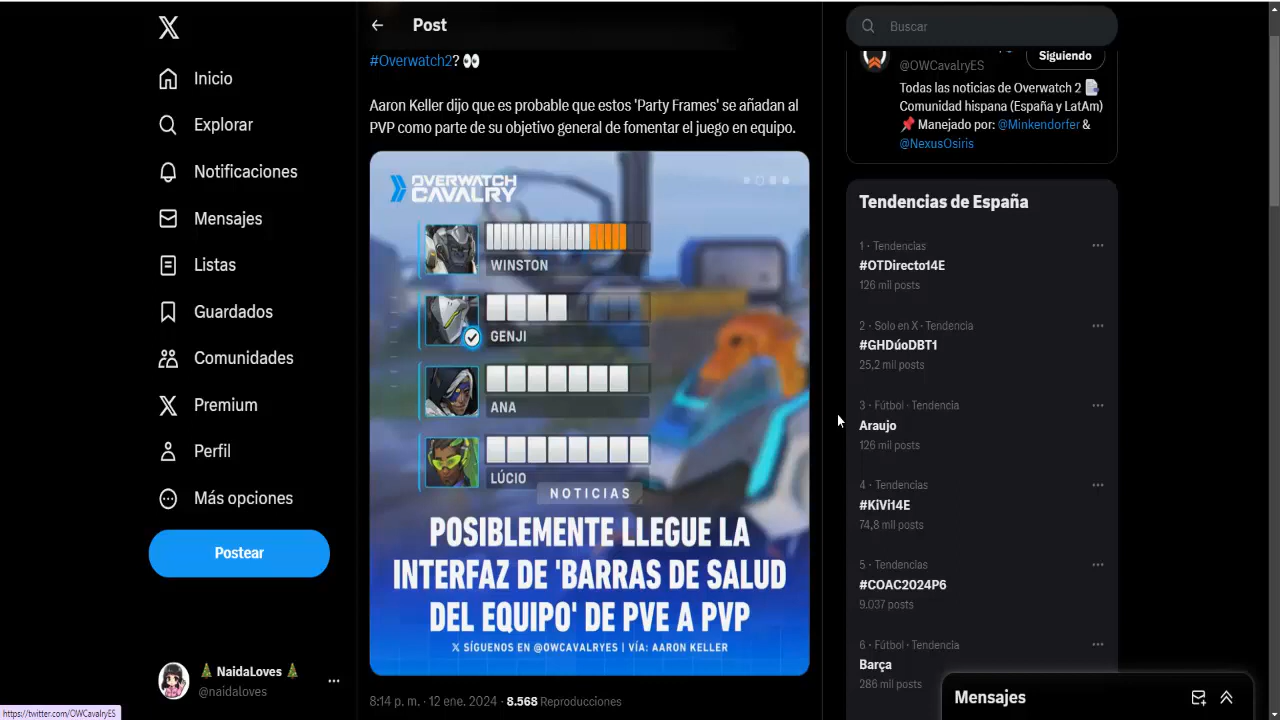 Inicio
Explorar
Notificaciones
Mensajes
Listas
Guardados
Comunidades
Premium
Perfil
Más opciones
Postear
🎄 NaidaLoves 🎄
@naidaloves
https://twitter.com/OWCavalryES
Post
#Overwatch2? 👀
Aaron Keller dijo que es probable que estos 'Party Frames' se añadan al
PVP como parte de su objetivo general de fomentar el juego en equipo.
OVERWATCH
CAVALRY
WINSTON
GENJI
ANA
LÚCIO
NOTICIAS
POSIBLEMENTE LLEGUE LA
INTERFAZ DE 'BARRAS DE SALUD
DEL EQUIPO' DE PVE A PVP
X SÍGUENOS EN @OWCAVALRYES | VÍA: AARON KELLER
8:14 p. m. · 12 ene. 2024 · 8.568 Reproducciones
Buscar
@OWCavalryES
Siguiendo
Todas las noticias de Overwatch 2
Comunidad hispana (España y LatAm)
📌 Manejado por: @Minkendorfer &
@NexusOsiris
Tendencias de España
1 · Tendencias
#OTDirecto14E
126 mil posts
2 · Solo en X · Tendencia
#GHDúoDBT1
25,2 mil posts
3 · Fútbol · Tendencia
Araujo
126 mil posts
4 · Tendencias
#KiVi14E
74,8 mil posts
5 · Tendencias
#COAC2024P6
9.037 posts
6 · Fútbol · Tendencia
Barça
286 mil posts
Mensajes